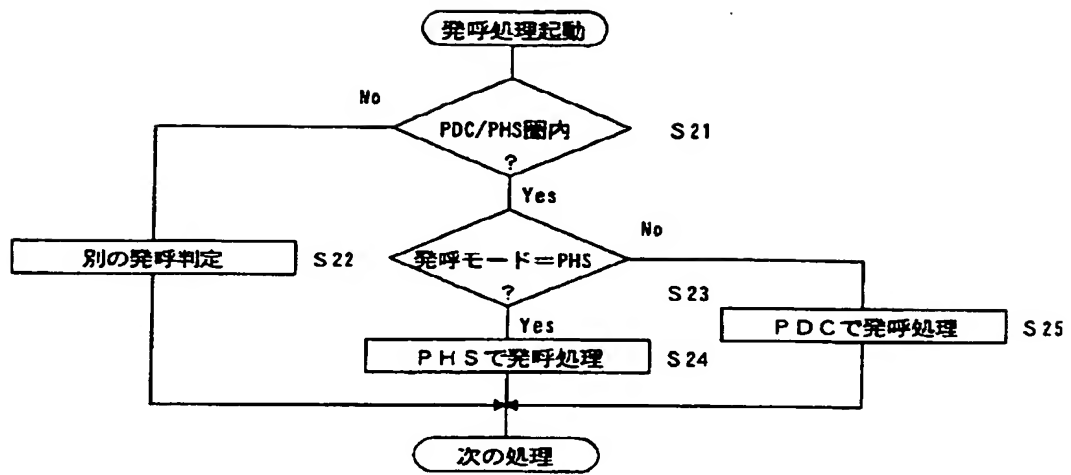 発呼処理起動
No
PDC/PHS圏内
?
S21
Yes
別の発呼判定
S22
発呼モード=PHS
?
No
S23
Yes
PHSで発呼処理
S24
PDCで発呼処理
S25
次の処理